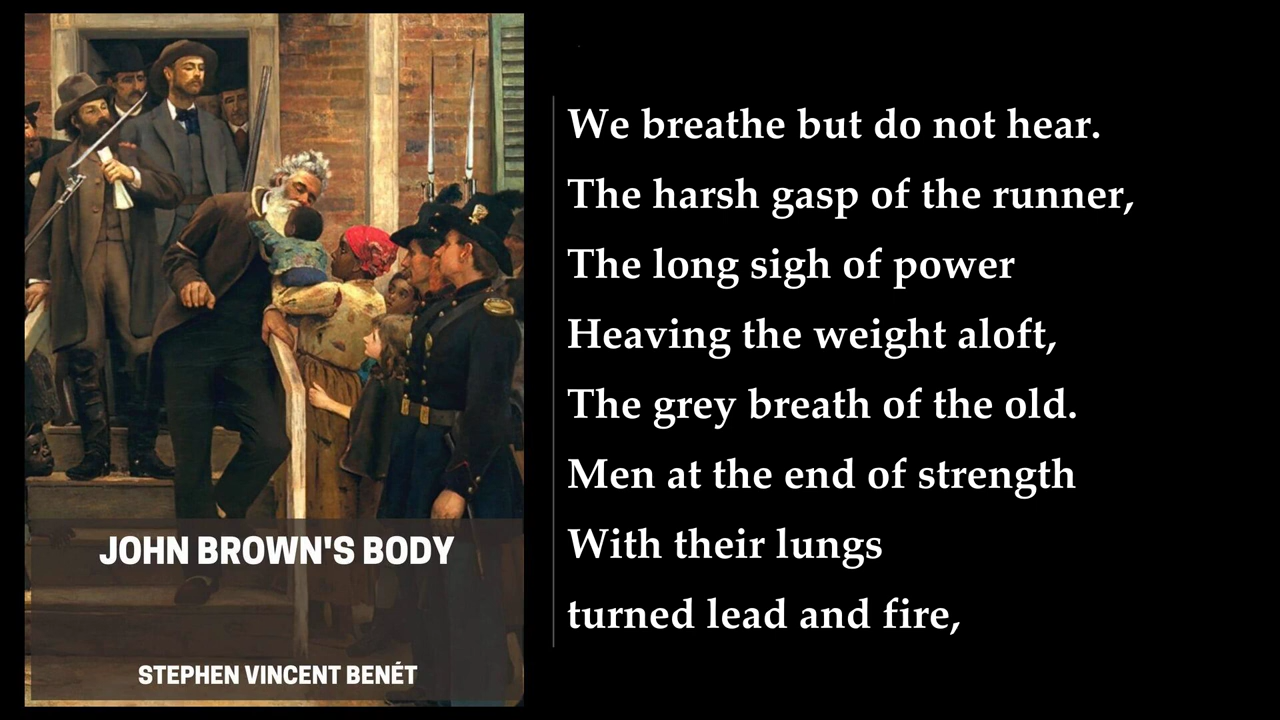 JOHN BROWN'S BODY
STEPHEN VINCENT BENÉT
We breathe but do not hear.
The harsh gasp of the runner,
The long sigh of power
Heaving the weight aloft,
The grey breath of the old.
Men at the end of strength
With their lungs
turned lead and fire,